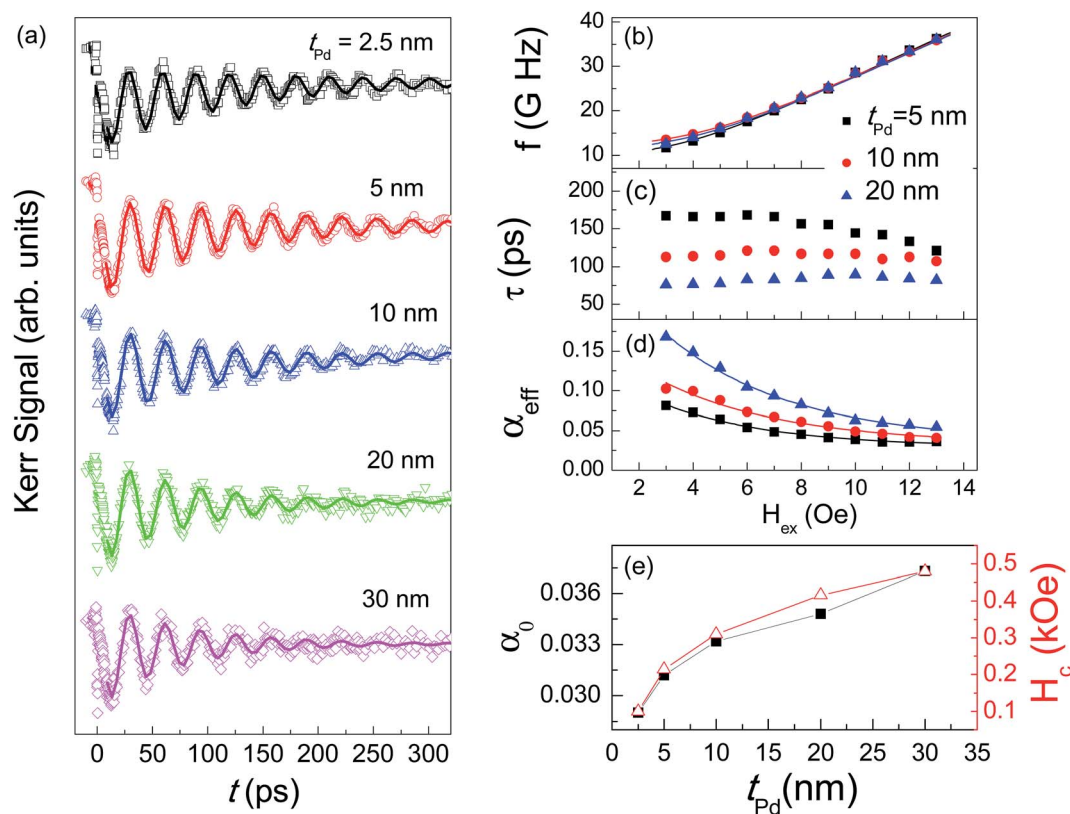 (a)
t_Pd = 2.5 nm
5 nm
10 nm
20 nm
30 nm
Kerr Signal (arb. units)
0 50 100 150 200 250 300
t (ps)
(b)
f (G Hz)
40
30
20
10
t_Pd=5 nm
10 nm
20 nm
(c)
τ (ps)
200
150
100
50
(d)
α_eff
0.15
0.10
0.05
0.00
2 4 6 8 10 12 14
H_ex (Oe)
(e)
α_0
0.036
0.033
0.030
0.5
0.4
0.3
0.2
0.1
H_c (kOe)
0 5 10 15 20 25 30 35
t_Pd(nm)